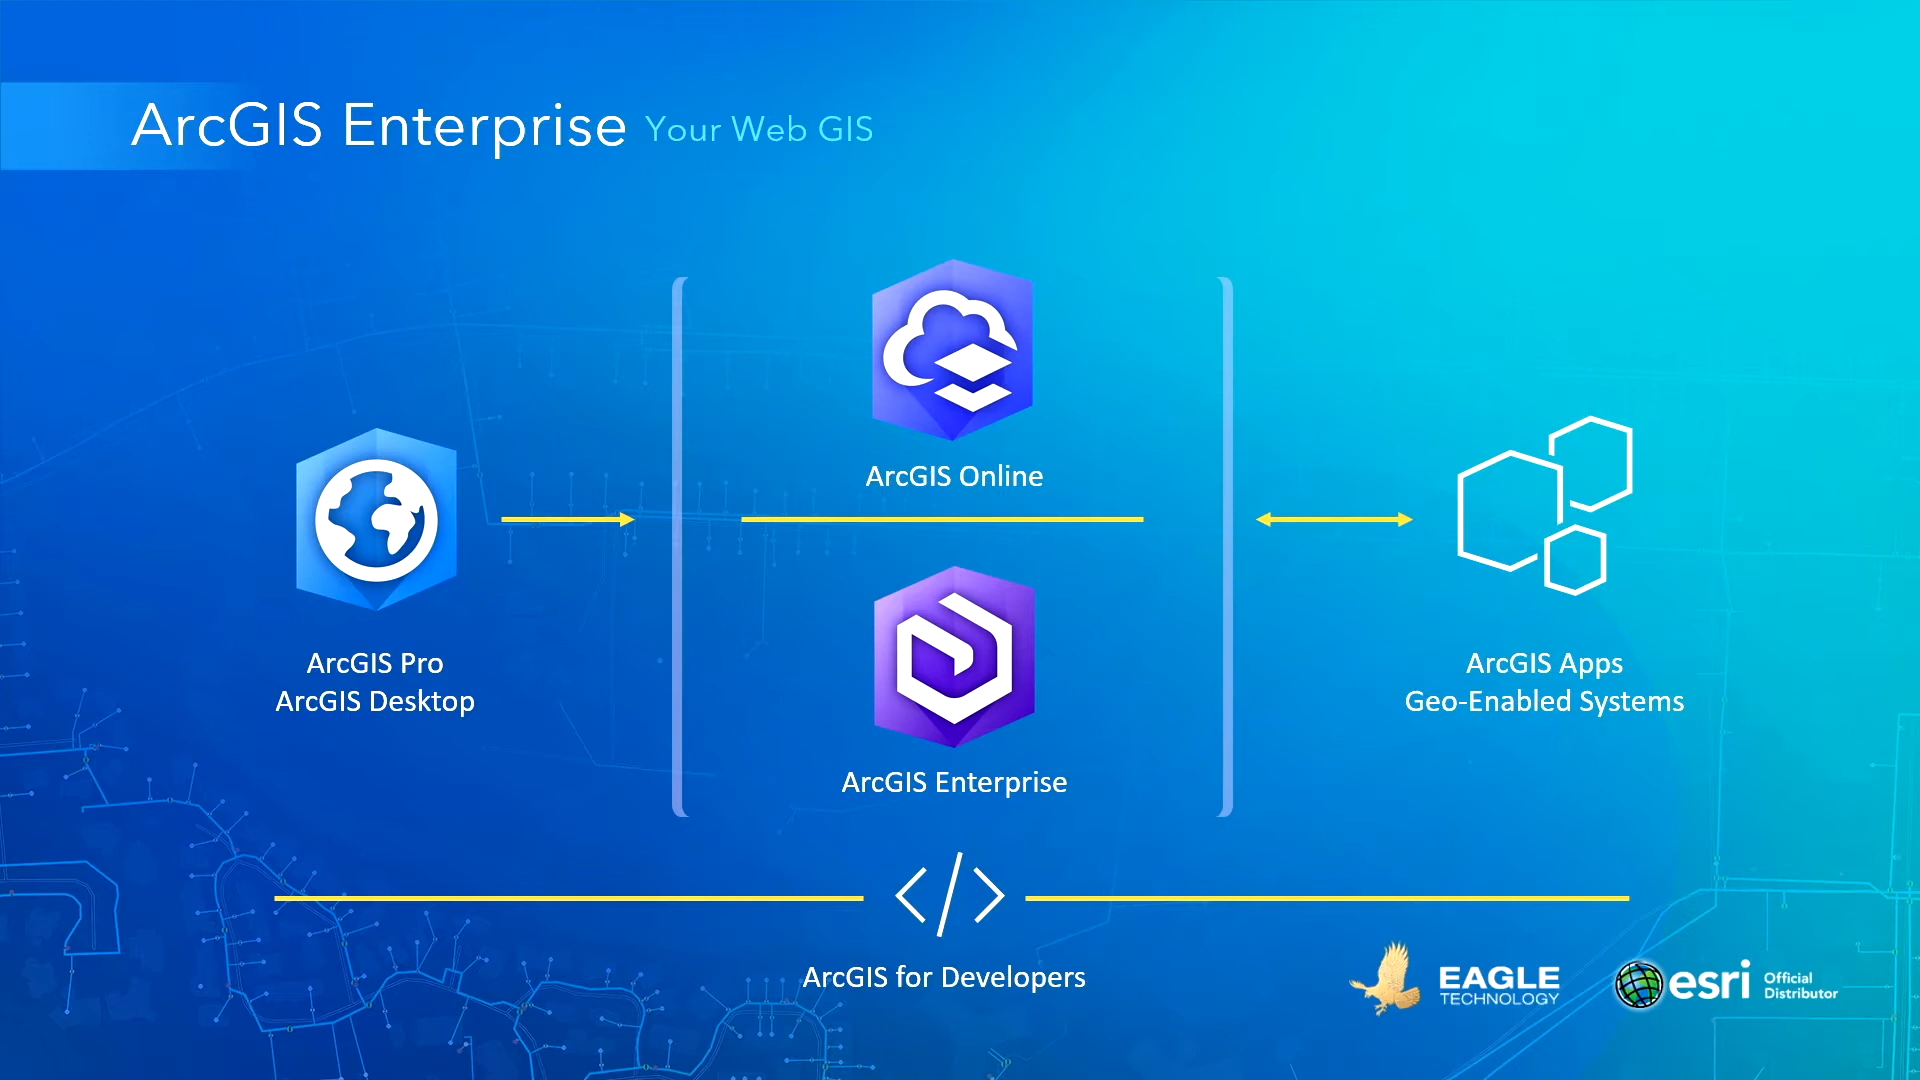 ArcGIS Enterprise Your Web GIS
ArcGIS Online
ArcGIS Pro
ArcGIS Desktop
ArcGIS Apps
Geo-Enabled Systems
ArcGIS Enterprise
</>
ArcGIS for Developers
EAGLE
TECHNOLOGY
esri Official
Distributor